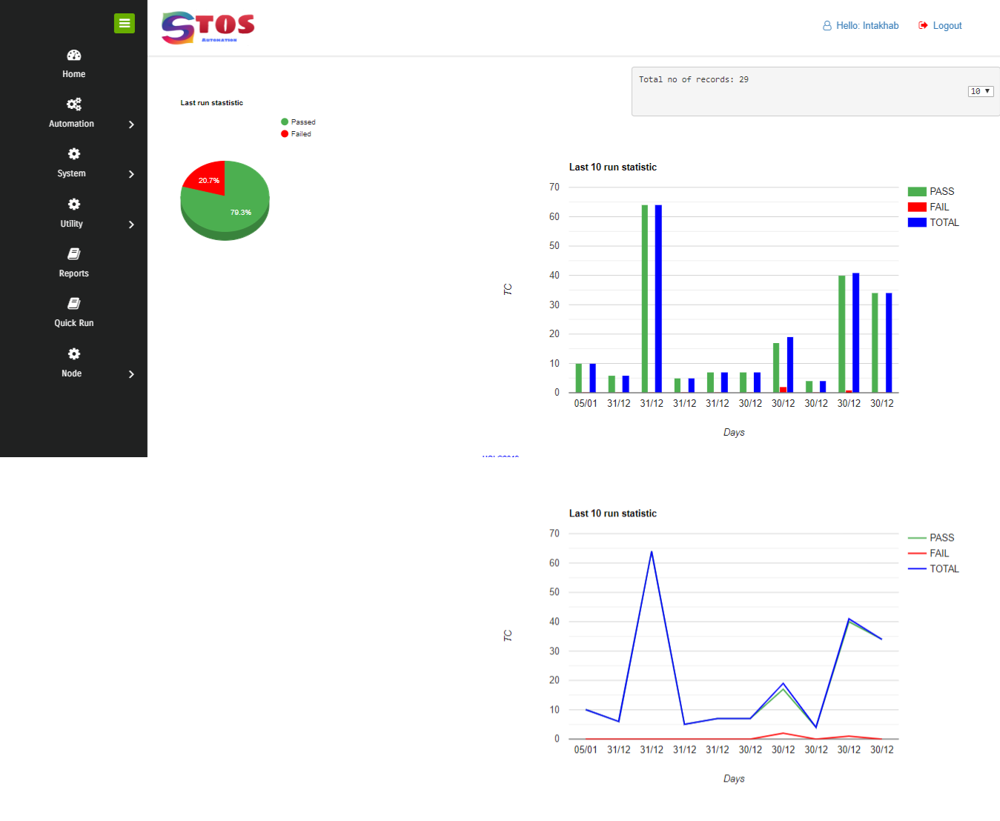 STOS
AUTOMATION
Hello: Intakhab
Logout
Home
Automation
System
Utility
Reports
Quick Run
Node
Total no of records: 29
10 ▼
Last run stastistic
Passed
Failed
20.7%
79.3%
Last 10 run statistic
PASS
FAIL
TOTAL
70
60
50
40
30
20
10
0
TC
05/01 31/12 31/12 31/12 31/12 30/12 30/12 30/12 30/12 30/12
Days
Last 10 run statistic
PASS
FAIL
TOTAL
70
60
50
40
30
20
10
0
TC
05/01 31/12 31/12 31/12 31/12 30/12 30/12 30/12 30/12 30/12
Days